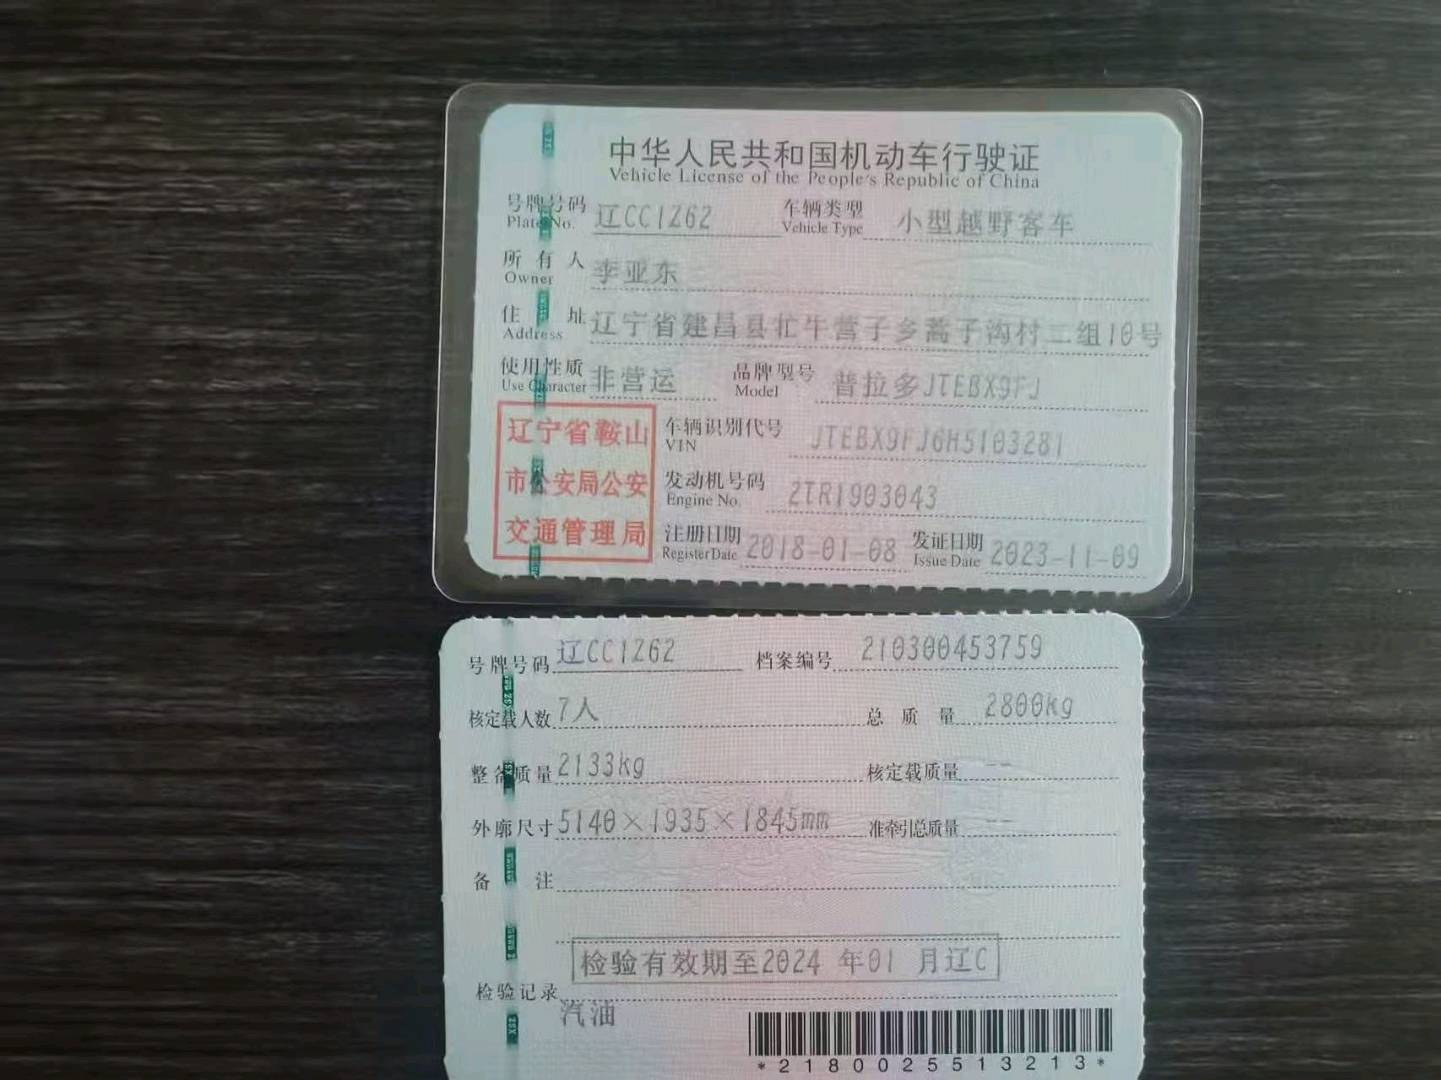 中华人民共和国机动车行驶证
Vehicle License of the People's Republic of China
号牌号码 辽CC1Z62 车辆类型 小型越野客车
Plate No. Vehicle Type
所有人 李亚东
Owner
住址 辽宁省建昌县忙牛营子乡蒿子沟村二组10号
Address
使用性质 非营运 品牌型号 普拉多JTEBX9FJ
Use Character Model
辽宁省鞍山
市公安局公安
交通管理局
车辆识别代号 JTEBX9FJ6H5103281
VIN
发动机号码 2TR1903043
Engine No.
注册日期 2018-01-08 发证日期 2023-11-09
Register Date Issue Date
号牌号码 辽CC1Z62 档案编号 210300453759
核定载人数 7人 总质量 2800kg
整备质量 2133kg 核定载质量 --
外廓尺寸 5140×1935×1845mm 准牵引总质量 --
备注
检验有效期至2024 年01 月辽C
检验记录
汽油
*2180025513213*